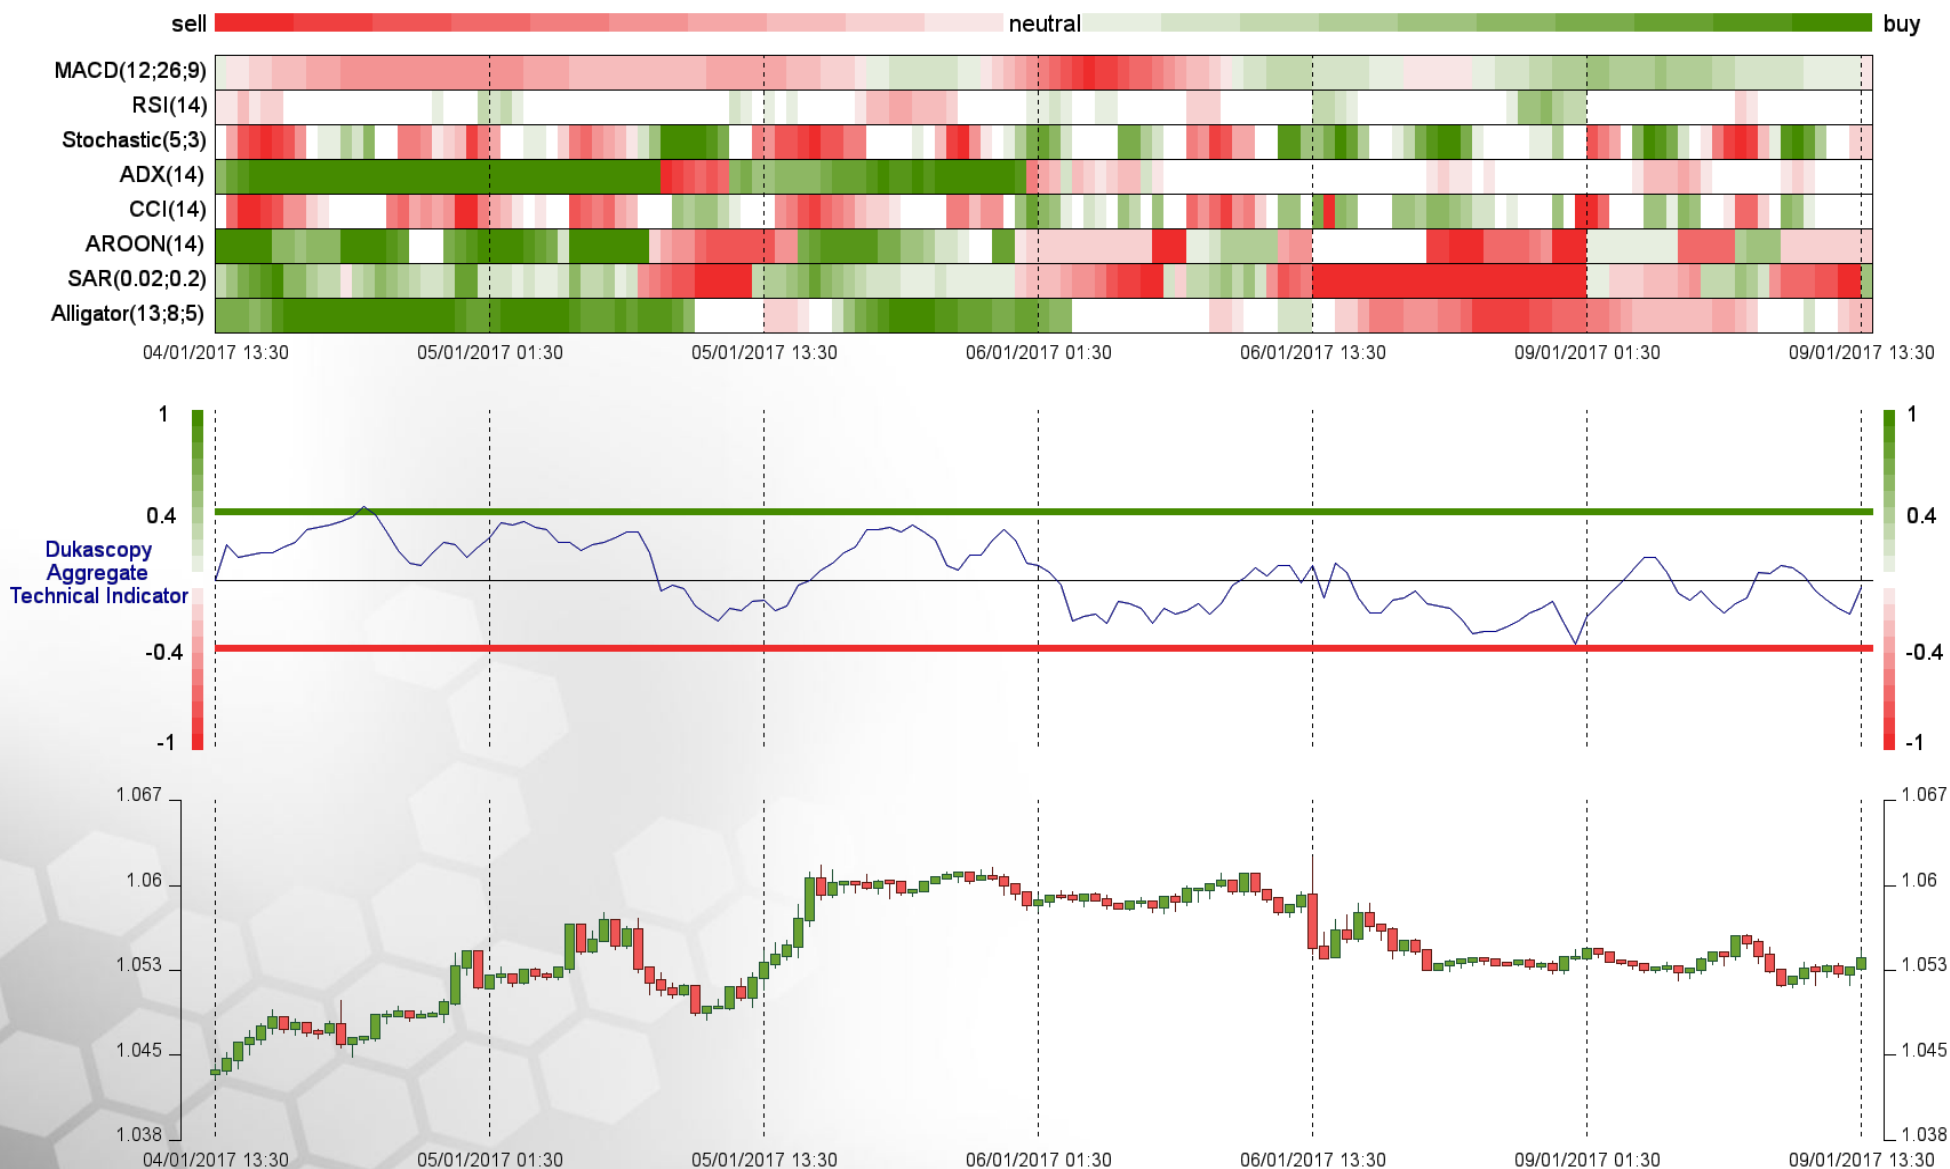 sell neutral buy
MACD(12;26;9)
RSI(14)
Stochastic(5;3)
ADX(14)
CCI(14)
AROON(14)
SAR(0.02;0.2)
Alligator(13;8;5)
04/01/2017 13:30 05/01/2017 01:30 05/01/2017 13:30 06/01/2017 01:30 06/01/2017 13:30 09/01/2017 01:30 09/01/2017 13:30
1 1
0.4 0.4
Dukascopy
Aggregate
Technical Indicator
-0.4 -0.4
-1 -1
1.067 1.067
1.06 1.06
1.053 1.053
1.045 1.045
1.038 1.038
04/01/2017 13:30 05/01/2017 01:30 05/01/2017 13:30 06/01/2017 01:30 06/01/2017 13:30 09/01/2017 01:30 09/01/2017 13:30